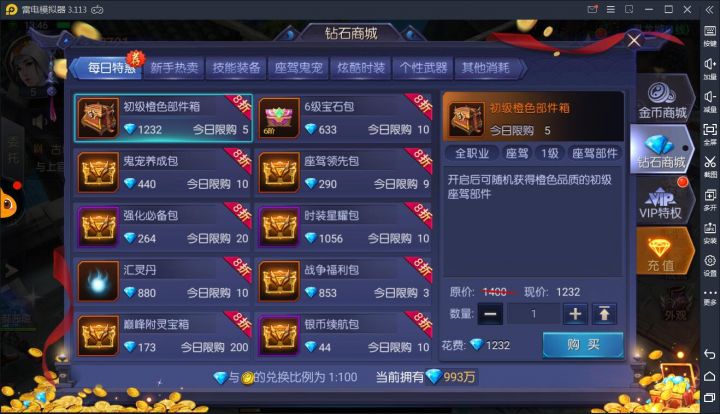 雷电模拟器 3.113
13:46
钻石商城
每日特惠
荐
新手热卖
技能装备
座驾鬼宠
炫酷时装
个性武器
其他消耗
初级橙色部件箱
8折
1232 今日限购 5
6级宝石包
8折
6阶
633 今日限购 10
鬼宠养成包
8折
440 今日限购 10
座驾领先包
8折
290 今日限购 9
强化必备包
8折
264 今日限购 20
时装星耀包
8折
1056 今日限购 10
汇灵丹
8折
880 今日限购 10
战争福利包
8折
853 今日限购 3
巅峰附灵宝箱
8折
173 今日限购 200
银币续航包
8折
44 今日限购 10
初级橙色部件箱
今日限购 5
全职业 座驾 1级 座驾部件
开启后可随机获得橙色品质的初级
座驾部件
原价: 1400 现价: 1232
数量: 1
花费: 1232
购 买
与的兑换比例为 1:100 当前拥有 993万
金币商城
钻石商城
VIP
VIP特权
充值
外观
5
按键
加量
减量
全屏
截图
多开
安装
设置
更多